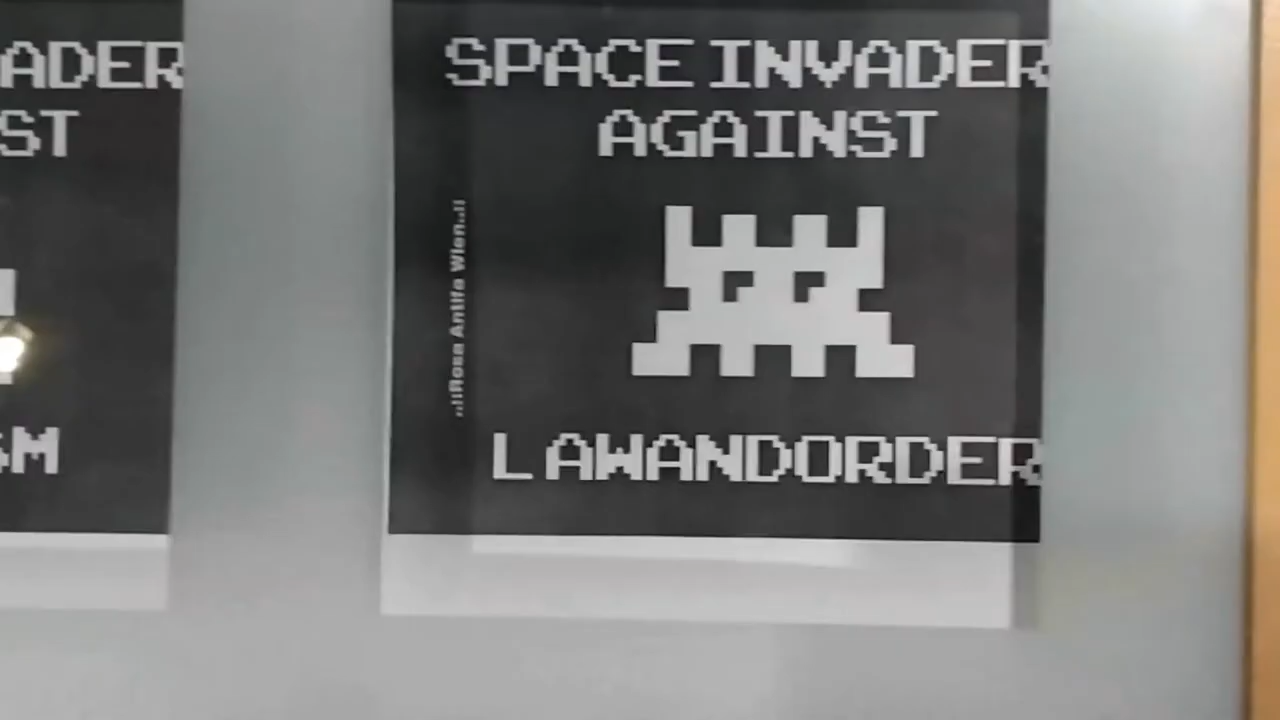 ADER
ST
SM
SPACE INVADER
AGAINST
..::Rosa Antifa Wien..::
LAWANDORDER